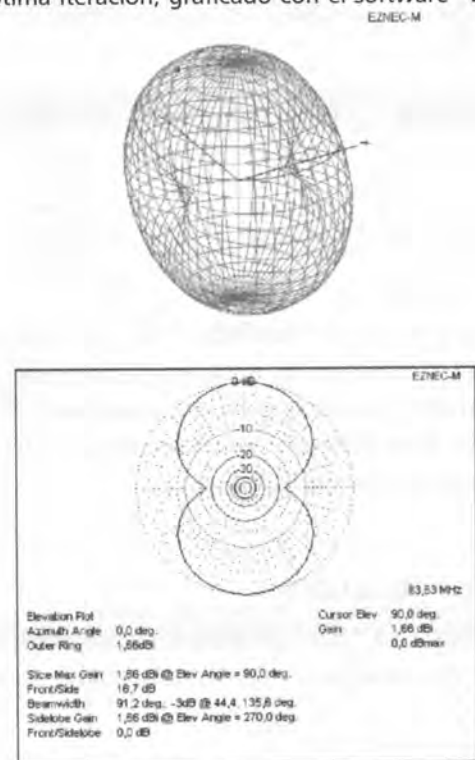 tima iteración, graficado con el software
EZNEC-M
EZNEC-M
0 dB
-10
-20
-30
83,53 MHz
Elevation Plot
Azimuth Angle 0,0 deg.
Outer Ring 1,66dBi
Cursor Elev 90,0 deg.
Gain 1,66 dBi
0,0 dBmax
Slice Max Gain 1,66 dBi @ Elev Angle = 90,0 deg.
Front/Side 16,7 dB
Beamwidth 91,2 deg.; -3dB @ 44,4, 135,6 deg.
Sidelobe Gain 1,66 dBi @ Elev Angle = 270,0 deg.
Front/Sidelobe 0,0 dB